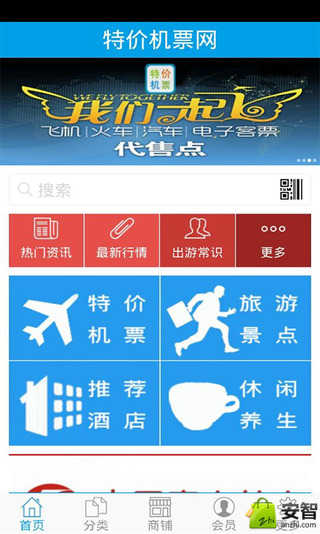 特价机票网
特价
机票
WE FLY TOGETHER
我们一起飞
飞机|火车|汽车|电子客票
代售点
搜索
热门资讯
最新行情
出游常识
更多
特价
机票
旅游
景点
推荐
酒店
休闲
养生
首页
分类
商铺
会员
安智
anzhi.com